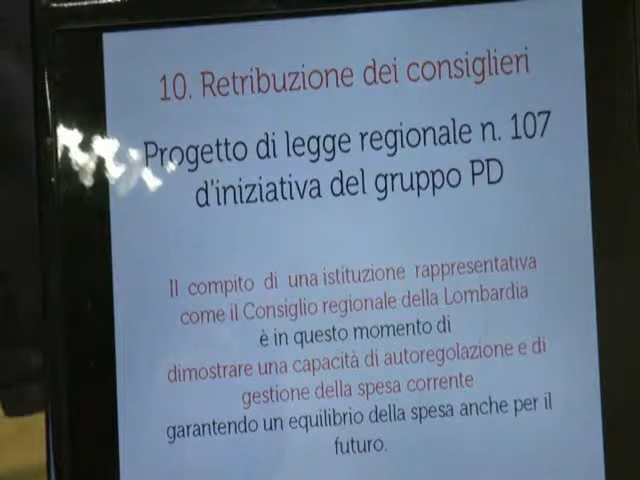 10. Retribuzione dei consiglieri
Progetto di legge regionale n. 107
d'iniziativa del gruppo PD
Il compito di una istituzione rappresentativa
come il Consiglio regionale della Lombardia
è in questo momento di
dimostrare una capacità di autoregolazione e di
gestione della spesa corrente
garantendo un equilibrio della spesa anche per il
futuro.